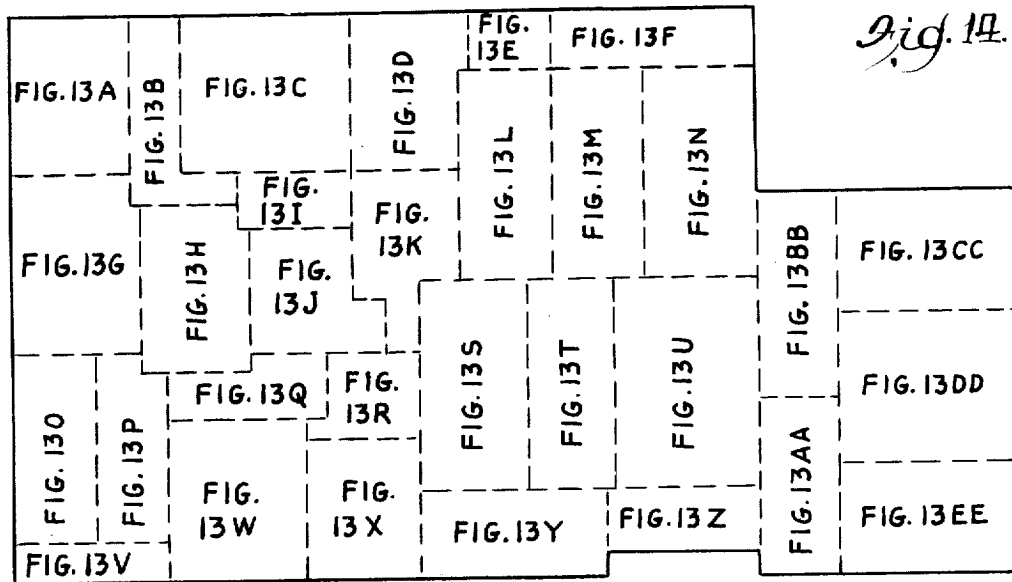 Fig. 14.
FIG. 13A
FIG. 13B
FIG. 13C
FIG. 13D
FIG.
13E
FIG. 13F
FIG. 13G
FIG. 13H
FIG.
13I
FIG.
13J
FIG.
13K
FIG. 13L
FIG. 13M
FIG. 13N
FIG. 13O
FIG. 13P
FIG. 13Q
FIG.
13R
FIG. 13S
FIG. 13T
FIG. 13U
FIG. 13V
FIG.
13W
FIG.
13X
FIG. 13Y
FIG. 13Z
FIG. 13AA
FIG. 13BB
FIG. 13CC
FIG. 13DD
FIG. 13EE